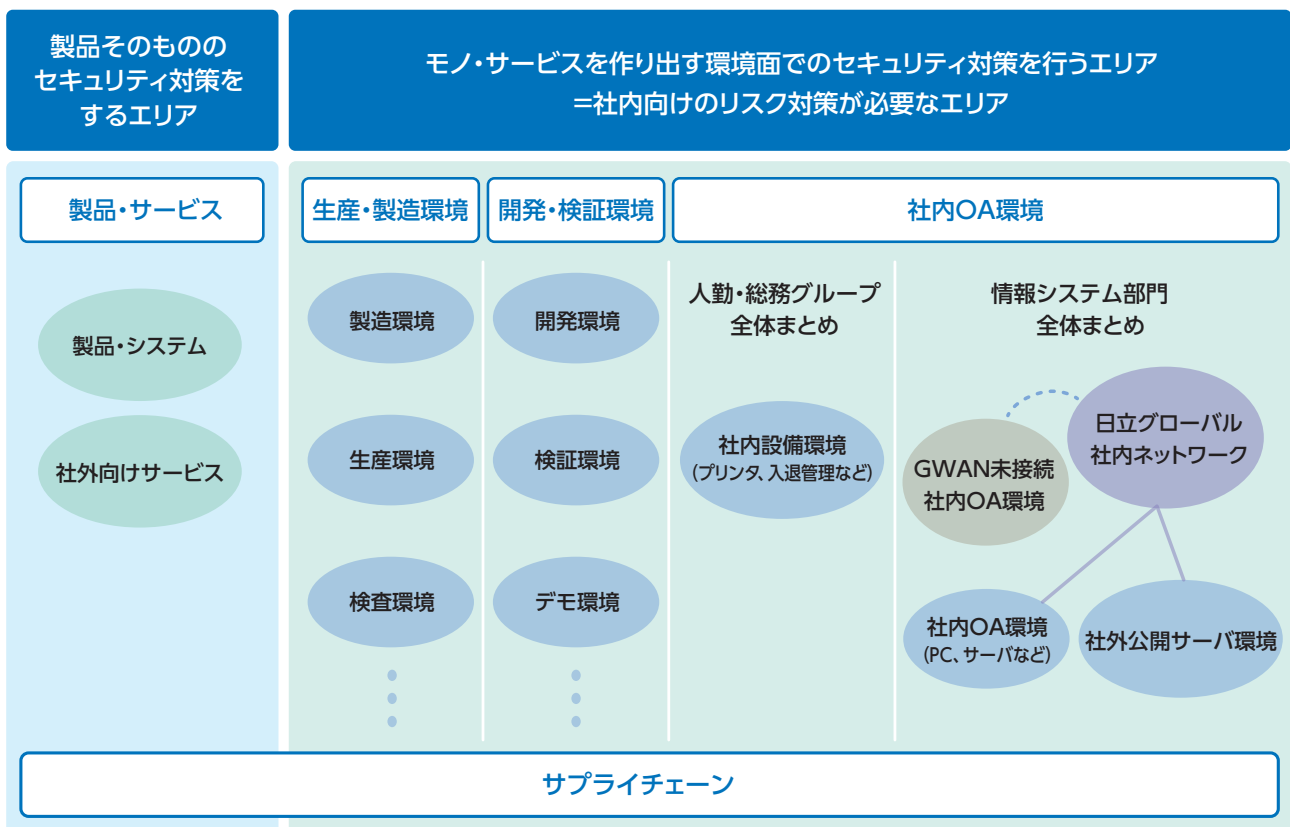 製品そのものの
セキュリティ対策を
するエリア
モノ・サービスを作り出す環境面でのセキュリティ対策を行うエリア
=社内向けのリスク対策が必要なエリア
製品・サービス
生産・製造環境
開発・検証環境
社内OA環境
製品・システム
社外向けサービス
製造環境
生産環境
検査環境
開発環境
検証環境
デモ環境
人勤・総務グループ
全体まとめ
社内設備環境
(プリンタ、入退管理など)
情報システム部門
全体まとめ
日立グローバル
社内ネットワーク
GWAN未接続
社内OA環境
社内OA環境
(PC、サーバなど)
社外公開サーバ環境
サプライチェーン